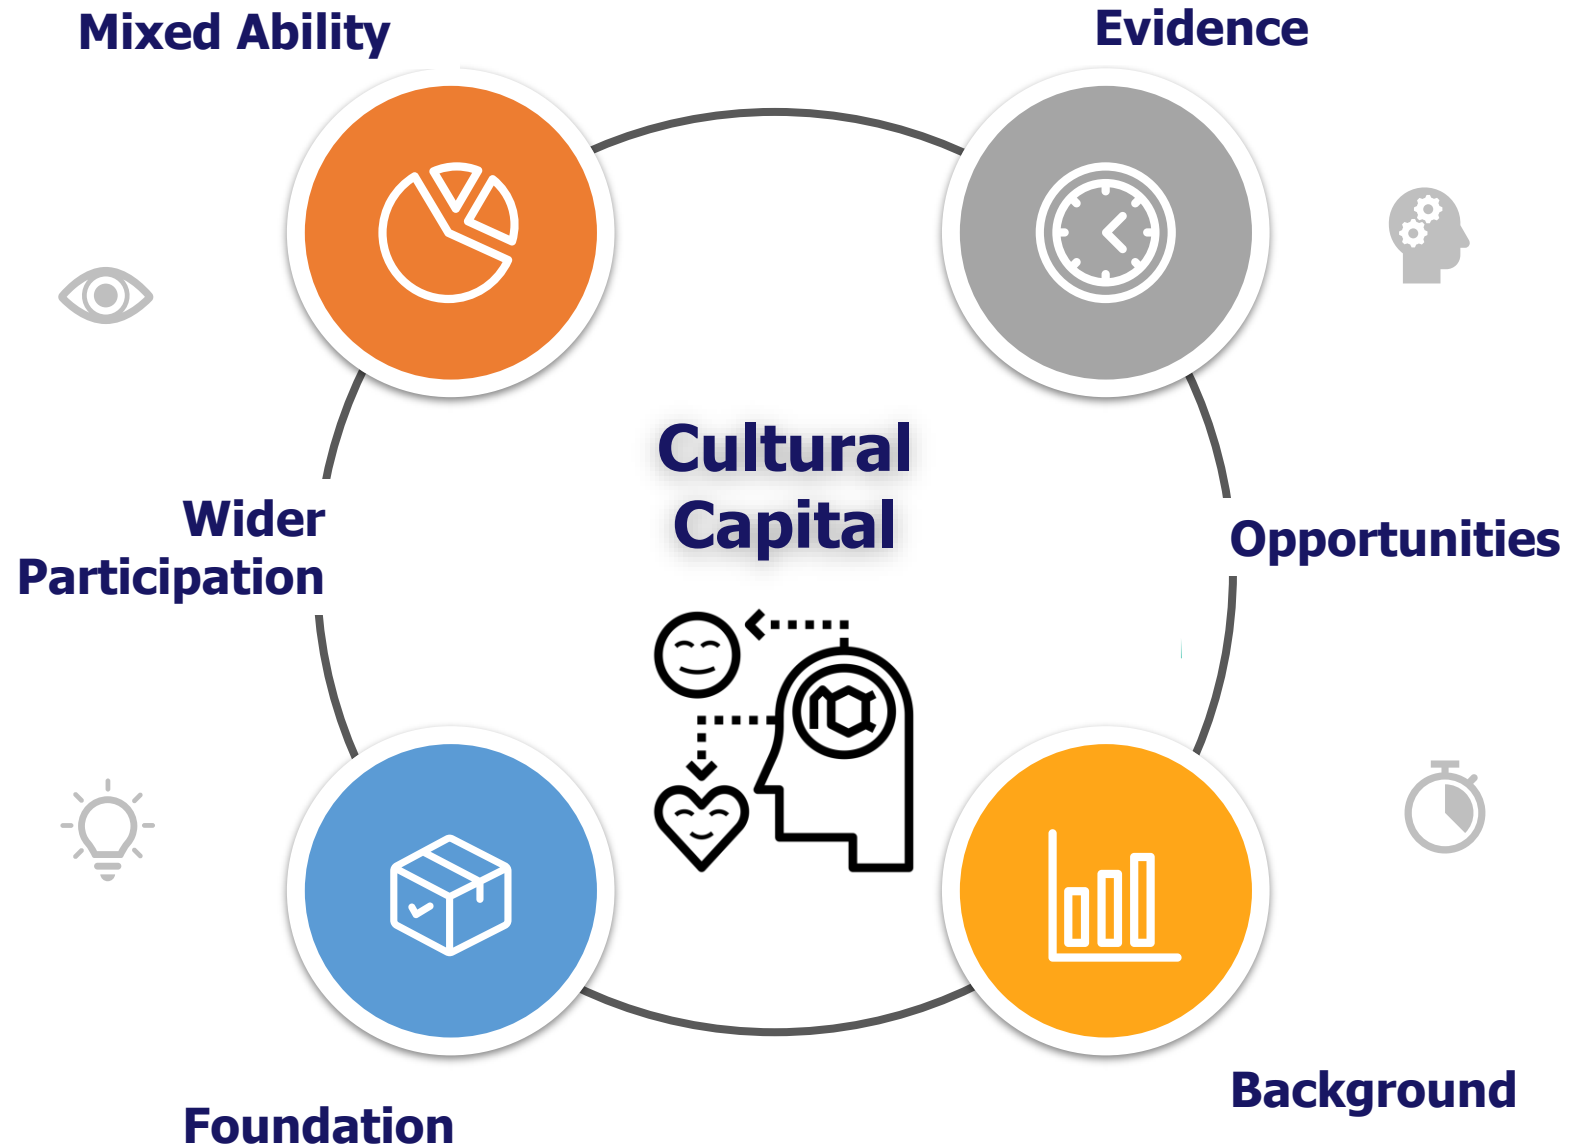 Mixed Ability
Evidence
Cultural
Capital
Wider
Participation
Opportunities
Background
Foundation